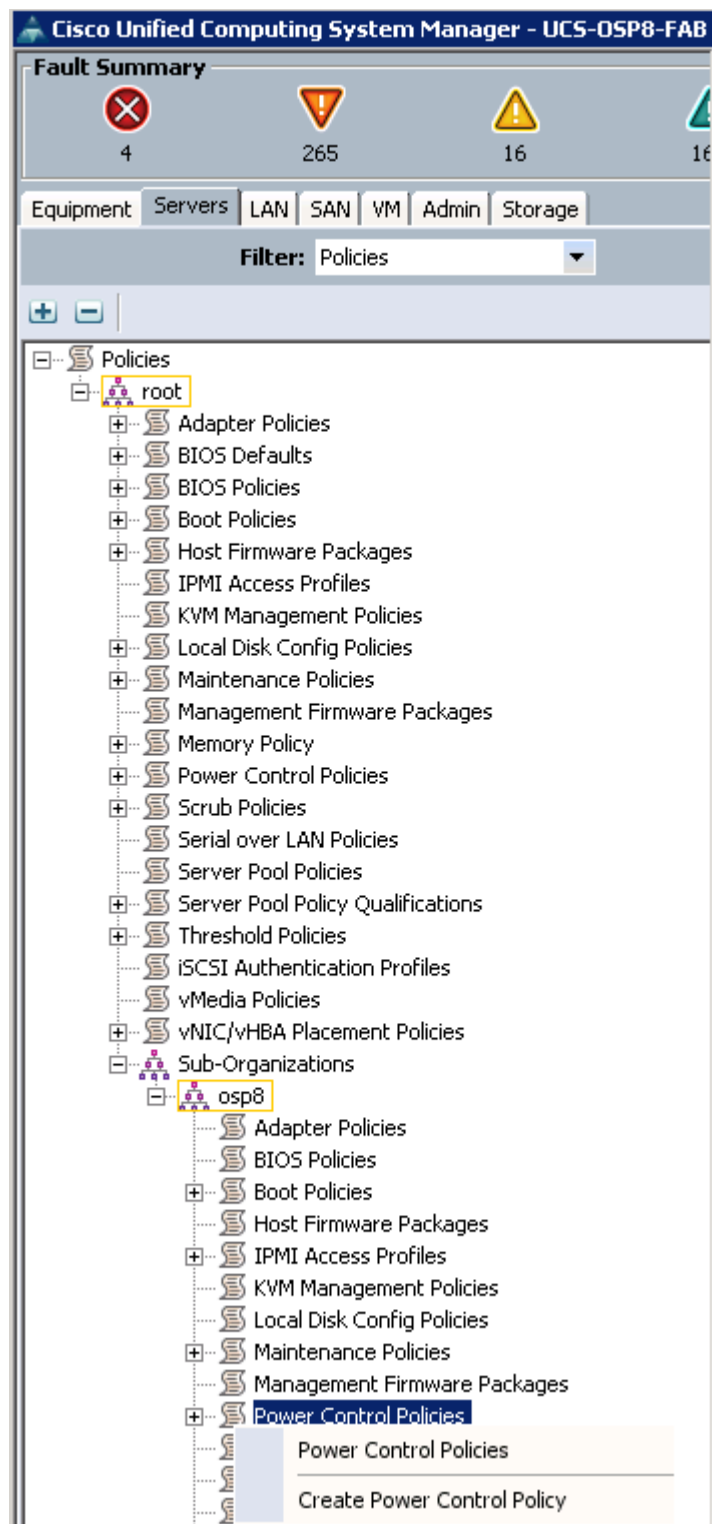 Cisco Unified Computing System Manager - UCS-OSP8-FAB
Fault Summary
4 265 16
Equipment Servers LAN SAN VM Admin Storage
Filter: Policies
Policies
root
Adapter Policies
BIOS Defaults
BIOS Policies
Boot Policies
Host Firmware Packages
IPMI Access Profiles
KVM Management Policies
Local Disk Config Policies
Maintenance Policies
Management Firmware Packages
Memory Policy
Power Control Policies
Scrub Policies
Serial over LAN Policies
Server Pool Policies
Server Pool Policy Qualifications
Threshold Policies
iSCSI Authentication Profiles
vMedia Policies
vNIC/vHBA Placement Policies
Sub-Organizations
osp8
Adapter Policies
BIOS Policies
Boot Policies
Host Firmware Packages
IPMI Access Profiles
KVM Management Policies
Local Disk Config Policies
Maintenance Policies
Management Firmware Packages
Power Control Policies
Power Control Policies
Create Power Control Policy